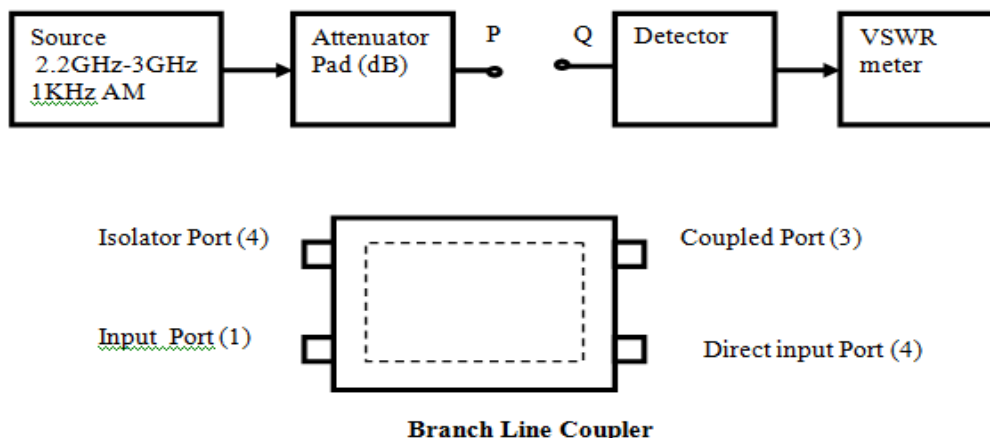 Source
2.2GHz-3GHz
1KHz AM
Attenuator
Pad (dB)
P
Q
Detector
VSWR
meter
Isolator Port (4)
Coupled Port (3)
Input Port (1)
Direct input Port (4)
Branch Line Coupler